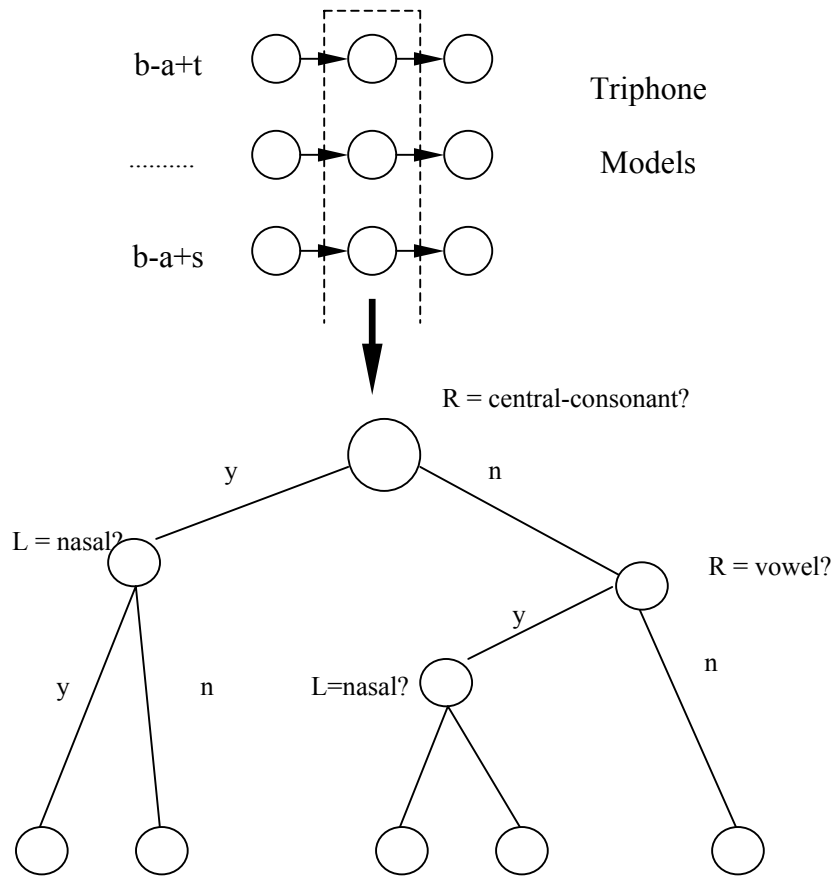 b-a+t
Triphone
..........
Models
b-a+s
R = central-consonant?
y
n
L = nasal?
R = vowel?
y
y
n
L=nasal?
n